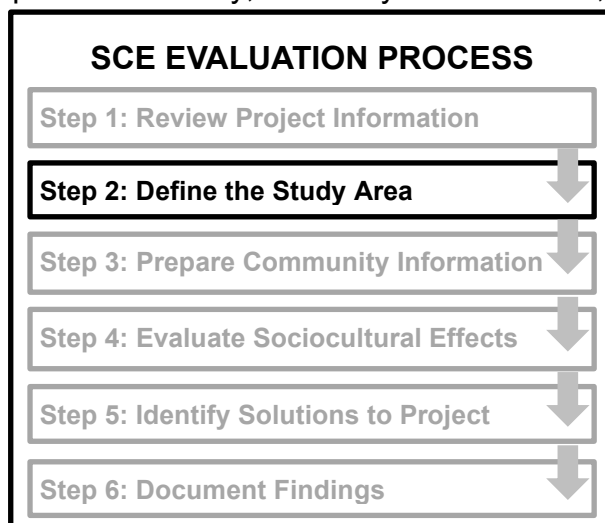 SCE EVALUATION PROCESS
Step 1: Review Project Information
Step 2: Define the Study Area
Step 3: Prepare Community Information
Step 4: Evaluate Sociocultural Effects
Step 5: Identify Solutions to Project
Step 6: Document Findings